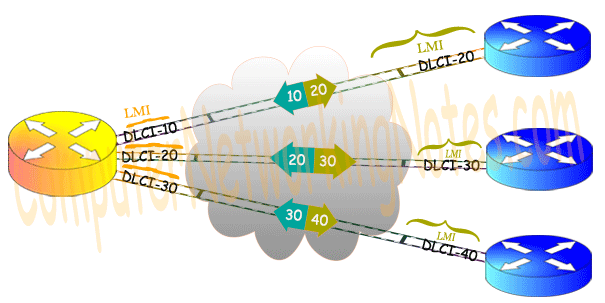 LMI
DLCI-20
10 20
LMI
DLCI-10
DLCI-20
DLCI-30
20 30
LMI
DLCI-30
30 40
LMI
DLCI-40
ComputerNetworkingNotes.com